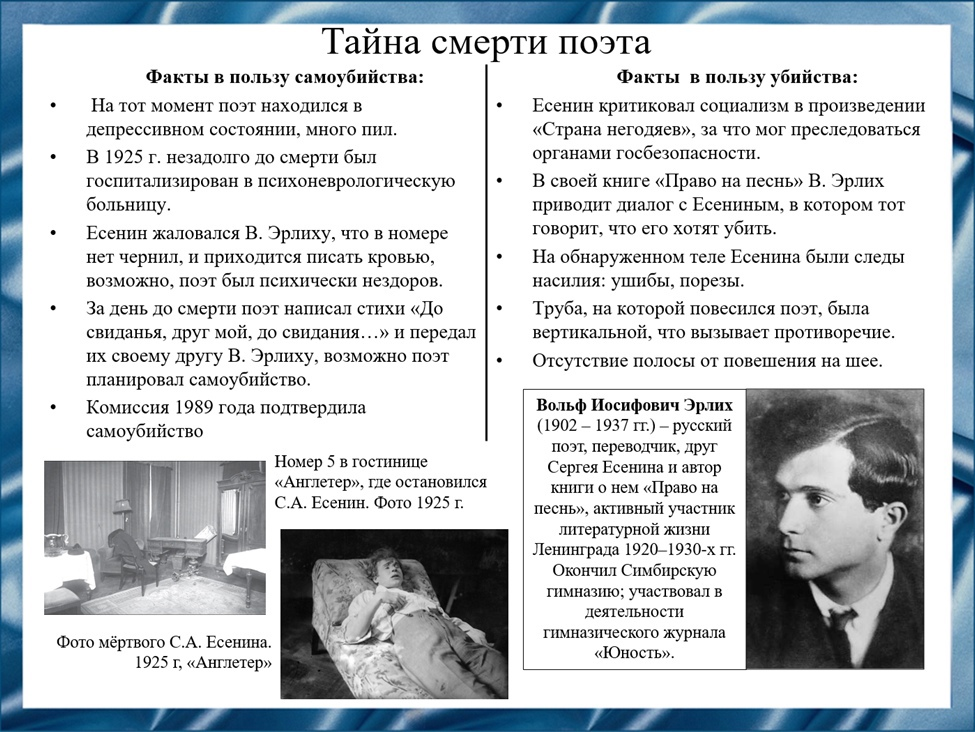 Тайна смерти поэта
Факты в пользу самоубийства:
• На тот момент поэт находился в
депрессивном состоянии, много пил.
• В 1925 г. незадолго до смерти был
госпитализирован в психоневрологическую
больницу.
• Есенин жаловался В. Эрлиху, что в номере
нет чернил, и приходится писать кровью,
возможно, поэт был психически нездоров.
• За день до смерти поэт написал стихи «До
свиданья, друг мой, до свидания…» и передал
их своему другу В. Эрлиху, возможно поэт
планировал самоубийство.
• Комиссия 1989 года подтвердила
самоубийство
Факты в пользу убийства:
• Есенин критиковал социализм в произведении
«Страна негодяев», за что мог преследоваться
органами госбезопасности.
• В своей книге «Право на песнь» В. Эрлих
приводит диалог с Есениным, в котором тот
говорит, что его хотят убить.
• На обнаруженном теле Есенина были следы
насилия: ушибы, порезы.
• Труба, на которой повесился поэт, была
вертикальной, что вызывает противоречие.
• Отсутствие полосы от повешения на шее.
Номер 5 в гостинице
«Англетер», где остановился
С.А. Есенин. Фото 1925 г.
Фото мёртвого С.А. Есенина.
1925 г, «Англетер»
Вольф Иосифович Эрлих
(1902 – 1937 гг.) – русский
поэт, переводчик, друг
Сергея Есенина и автор
книги о нем «Право на
песнь», активный участник
литературной жизни
Ленинграда 1920–1930-х гг.
Окончил Симбирскую
гимназию; участвовал в
деятельности
гимназического журнала
«Юность».